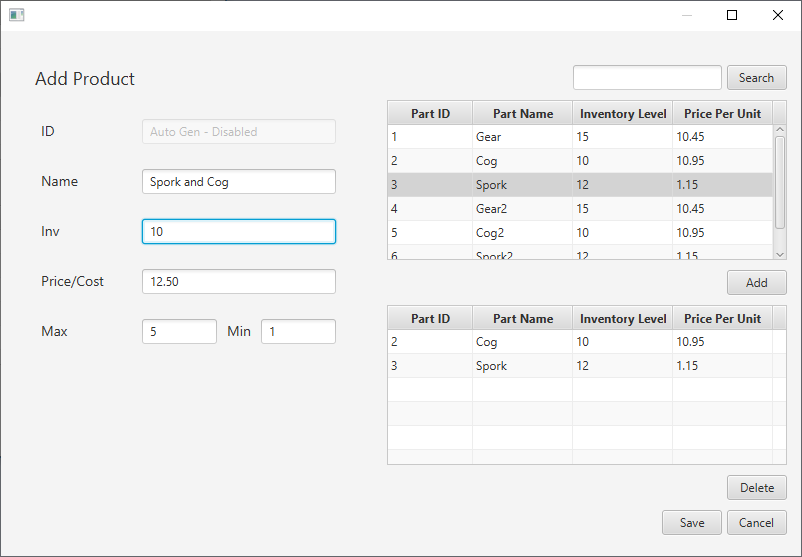 Add Product
ID Auto Gen - Disabled
Name Spork and Cog
Inv 10
Price/Cost 12.50
Max 5 Min 1
Search
Part ID Part Name Inventory Level Price Per Unit
1 Gear 15 10.45
2 Cog 10 10.95
3 Spork 12 1.15
4 Gear2 15 10.45
5 Cog2 10 10.95
6 Spork2 12 1.15
Add
Part ID Part Name Inventory Level Price Per Unit
2 Cog 10 10.95
3 Spork 12 1.15
Delete
Save Cancel